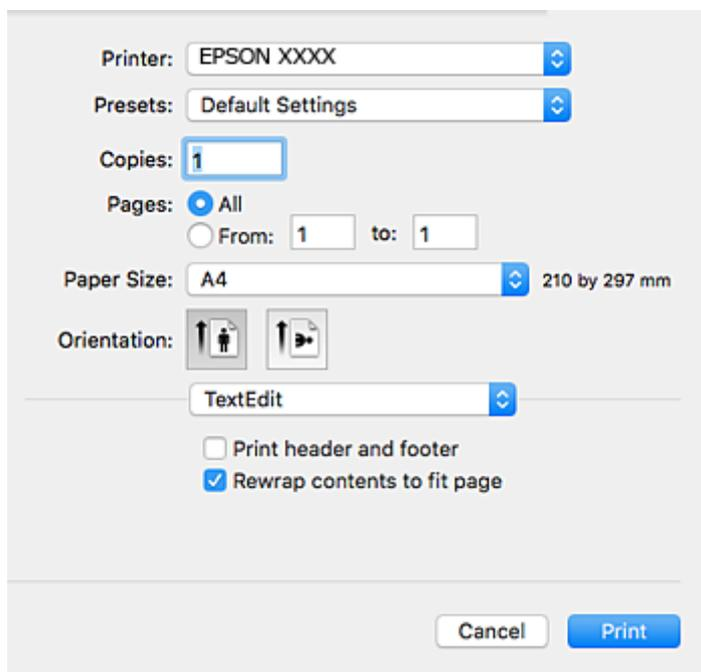 Printer: EPSON XXXX
Presets: Default Settings
Copies: 1
Pages: All
From: 1 to: 1
Paper Size: A4 210 by 297 mm
Orientation:
TextEdit
Print header and footer
Rewrap contents to fit page
Cancel Print